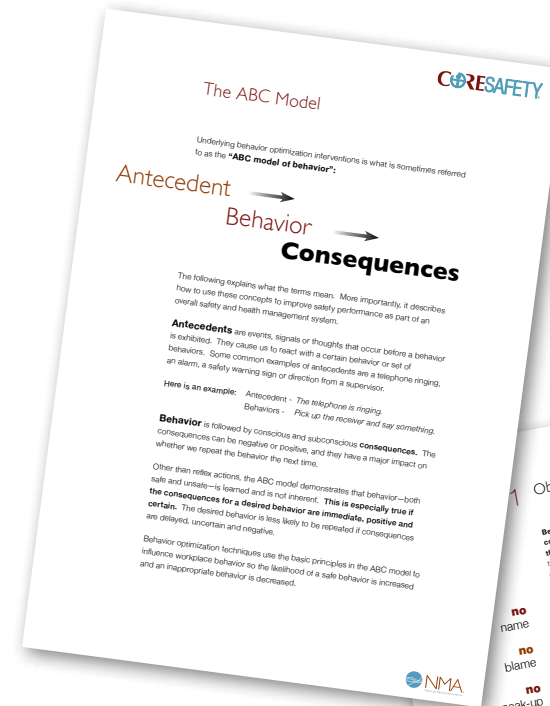 CORESAFETY
The ABC Model
Underlying behavior optimization interventions is what is sometimes referred
to as the “ABC model of behavior”:
Antecedent
Behavior
Consequences
The following explains what the terms mean. More importantly, it describes
how to use these concepts to improve safety performance as part of an
overall safety and health management system.
Antecedents are events, signals or thoughts that occur before a behavior
is exhibited. They cause us to react with a certain behavior or set of
behaviors. Some common examples of antecedents are a telephone ringing,
an alarm, a safety warning sign or direction from a supervisor.
Here is an example: Antecedent - The telephone is ringing.
Behaviors - Pick up the receiver and say something.
Behavior is followed by conscious and subconscious consequences. The
consequences can be negative or positive, and they have a major impact on
whether we repeat the behavior the next time.
Other than reflex actions, the ABC model demonstrates that behavior—both
safe and unsafe—is learned and is not inherent. This is especially true if
the consequences for a desired behavior are immediate, positive and
certain. The desired behavior is less likely to be repeated if consequences
are delayed, uncertain and negative.
Behavior optimization techniques use the basic principles in the ABC model to
influence workplace behavior so the likelihood of a safe behavior is increased
and an inappropriate behavior is decreased.
NMA
Ob
Be
no
name
no
blame
no
eak-up